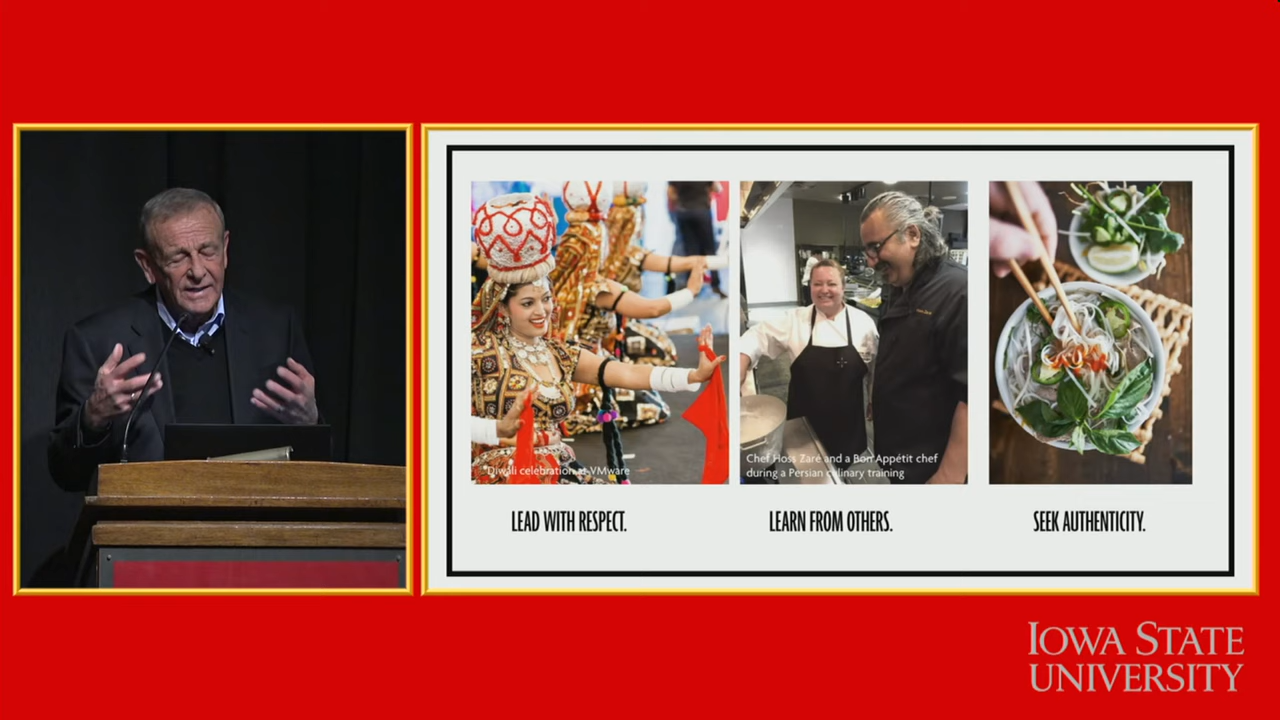 Diwali celebration at VMware
Chef Hoss Zaré and a Bon Appétit chef
during a Persian culinary training
LEAD WITH RESPECT.
LEARN FROM OTHERS.
SEEK AUTHENTICITY.
IOWA STATE
UNIVERSITY